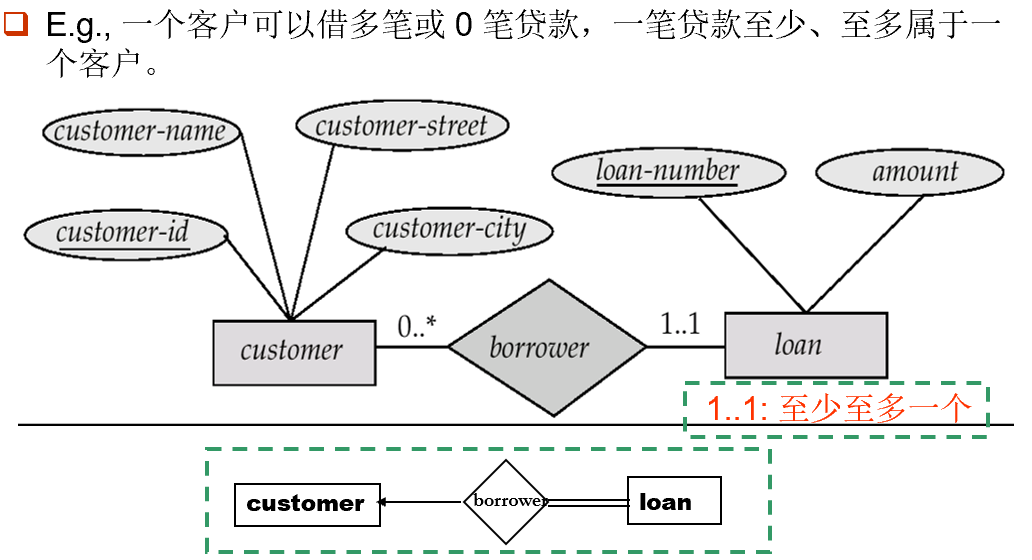 E.g., 一个客户可以借多笔或 0 笔贷款，一笔贷款至少、至多属于一
个客户。
customer-name
customer-street
loan-number
amount
customer-id
customer-city
customer
0..*
borrower
1..1
loan
1..1: 至少至多一个
customer
borrower
loan